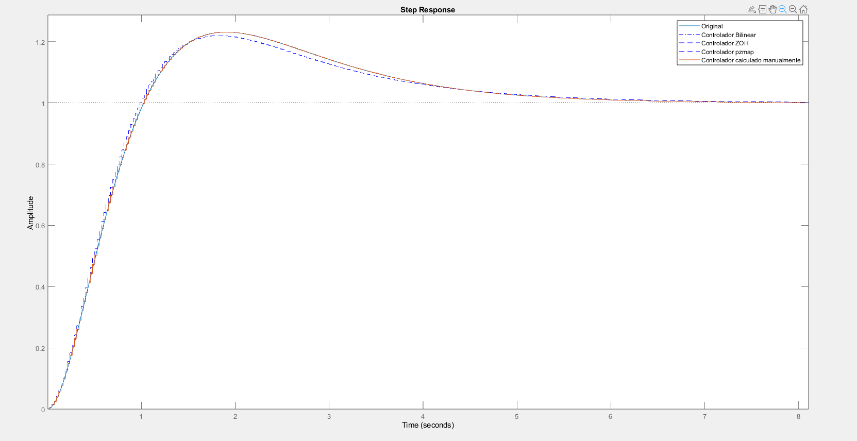 Step Response
Original
Controlador Bilinear
Controlador ZOH
Controlador pzmap
Controlador calculado manualmente
1.2
1
0.8
0.6
0.4
0.2
0
Amplitude
1 2 3 4 5 6 7 8
Time (seconds)